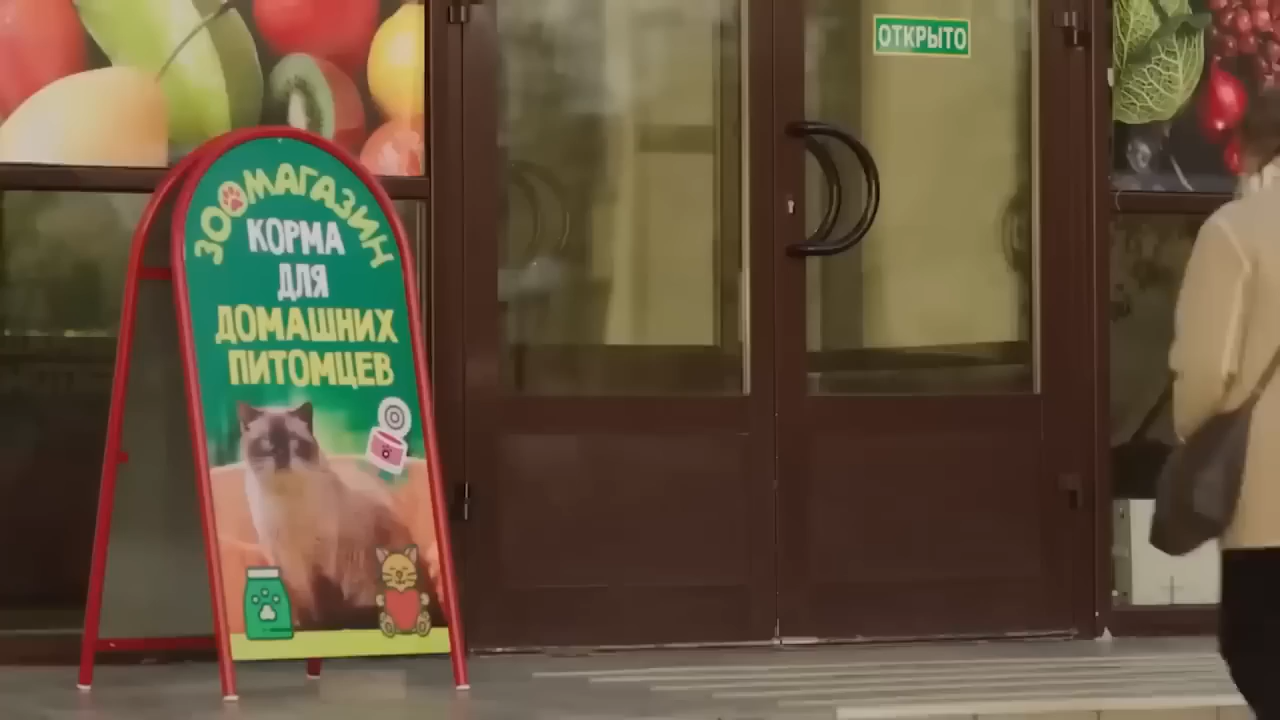 ЗООМАГАЗИН
КОРМА
ДЛЯ
ДОМАШНИХ
ПИТОМЦЕВ
ОТКРЫТО